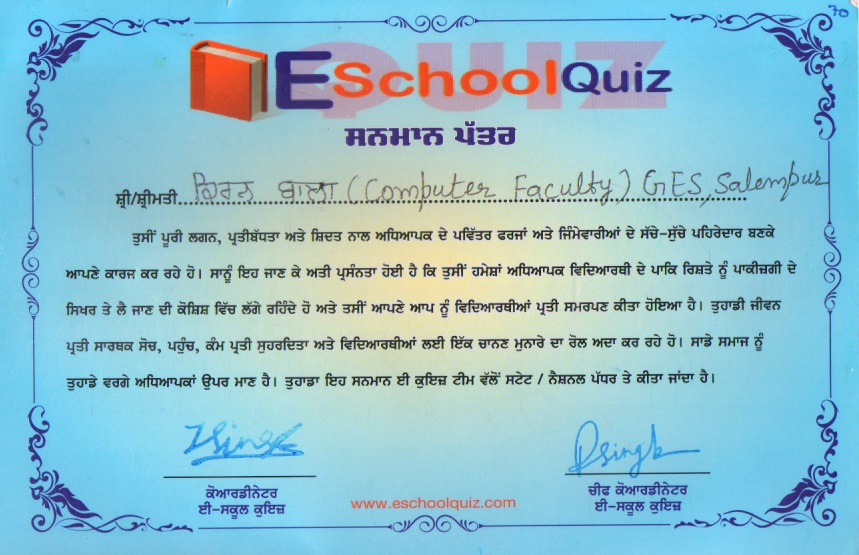 70
ESchoolQuiz
ਸਨਮਾਨ ਪੱਤਰ
ਸ਼੍ਰੀ/ਸ਼੍ਰੀਮਤੀ ਕਿਰਨ ਬਾਲਾ (Computer Faculty) GES, Salempur
ਤੁਸੀਂ ਪੂਰੀ ਲਗਨ, ਪ੍ਰਤੀਬੱਧਤਾ ਅਤੇ ਸ਼ਿਦਤ ਨਾਲ ਅਧਿਆਪਕ ਦੇ ਪਵਿੱਤਰ ਫਰਜਾਂ ਅਤੇ ਜਿੰਮੇਵਾਰੀਆਂ ਦੇ ਸੱਚੇ-ਸੁੱਚੇ ਪਹਿਰੇਦਾਰ ਬਣਕੇ
ਆਪਣੇ ਕਾਰਜ ਕਰ ਰਹੇ ਹੋ। ਸਾਨੂੰ ਇਹ ਜਾਣ ਕੇ ਅਤੀ ਪ੍ਰਸੰਨਤਾ ਹੋਈ ਹੈ ਕਿ ਤੁਸੀਂ ਹਮੇਸ਼ਾਂ ਅਧਿਆਪਕ ਵਿਦਿਆਰਥੀ ਦੇ ਪਾਕਿ ਰਿਸ਼ਤੇ ਨੂੰ ਪਾਕੀਜ਼ਗੀ ਦੇ
ਸਿਖਰ ਤੇ ਲੈ ਜਾਣ ਦੀ ਕੋਸ਼ਿਸ਼ ਵਿੱਚ ਲੱਗੇ ਰਹਿੰਦੇ ਹੋ ਅਤੇ ਤਸੀਂ ਆਪਣੇ ਆਪ ਨੂੰ ਵਿਦਿਆਰਥੀਆਂ ਪ੍ਰਤੀ ਸਮਰਪਣ ਕੀਤਾ ਹੋਇਆ ਹੈ। ਤੁਹਾਡੀ ਜੀਵਨ
ਪ੍ਰਤੀ ਸਾਰਥਕ ਸੋਚ, ਪਹੁੰਚ, ਕੰਮ ਪ੍ਰਤੀ ਸੁਹਰਦਿਤਾ ਅਤੇ ਵਿਦਿਆਰਥੀਆਂ ਲਈ ਇੱਕ ਚਾਨਣ ਮੁਨਾਰੇ ਦਾ ਰੋਲ ਅਦਾ ਕਰ ਰਹੇ ਹੋ। ਸਾਡੇ ਸਮਾਜ ਨੂੰ
ਤੁਹਾਡੇ ਵਰਗੇ ਅਧਿਆਪਕਾਂ ਉਪਰ ਮਾਣ ਹੈ। ਤੁਹਾਡਾ ਇਹ ਸਨਮਾਨ ਈ ਕੁਇਜ਼ ਟੀਮ ਵੱਲੋਂ ਸਟੇਟ / ਨੈਸ਼ਨਲ ਪੱਧਰ ਤੇ ਕੀਤਾ ਜਾਂਦਾ ਹੈ।
ਕੋਆਰਡੀਨੇਟਰ
ਈ-ਸਕੂਲ ਕੁਇਜ਼
www.eschoolquiz.com
ਚੀਫ ਕੋਆਰਡੀਨੇਟਰ
ਈ-ਸਕੂਲ ਕੁਇਜ਼